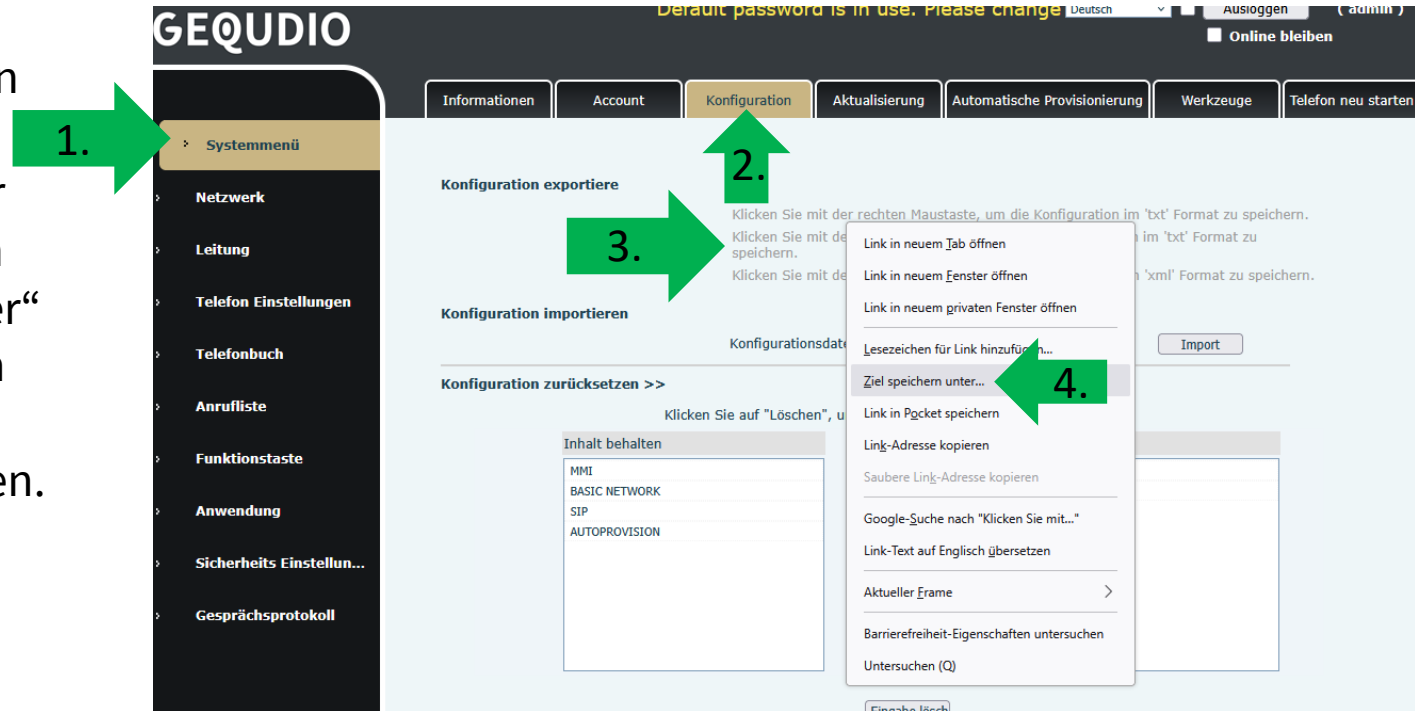 Default password is in use. Please change Deutsch Ausloggen ( admin )
GEQUDIO
Online bleiben
Informationen Account Konfiguration Aktualisierung Automatische Provisionierung Werkzeuge Telefon neu starten
n
1.
r
n
er“
n
en.
Systemmenü
Netzwerk
Leitung
Telefon Einstellungen
Telefonbuch
Anrufliste
Funktionstaste
Anwendung
Sicherheits Einstellun...
Gesprächsprotokoll
2.
Konfiguration exportiere
Klicken Sie mit der rechten Maustaste, um die Konfiguration im 'txt' Format zu speichern.
3.
Klicken Sie mit de im 'txt' Format zu
speichern.
Klicken Sie mit de 'xml' Format zu speichern.
Konfiguration importieren
Konfigurationsdate Import
Konfiguration zurücksetzen >>
Klicken Sie auf "Löschen", u
Inhalt behalten
MMI
BASIC NETWORK
SIP
AUTOPROVISION
Link in neuem Tab öffnen
Link in neuem Fenster öffnen
Link in neuem privaten Fenster öffnen
Lesezeichen für Link hinzufügen...
Ziel speichern unter...
4.
Link in Pocket speichern
Link-Adresse kopieren
Saubere Link-Adresse kopieren
Google-Suche nach "Klicken Sie mit..."
Link-Text auf Englisch übersetzen
Aktueller Frame
Barrierefreiheit-Eigenschaften untersuchen
Untersuchen (Q)
Eingabe lösch